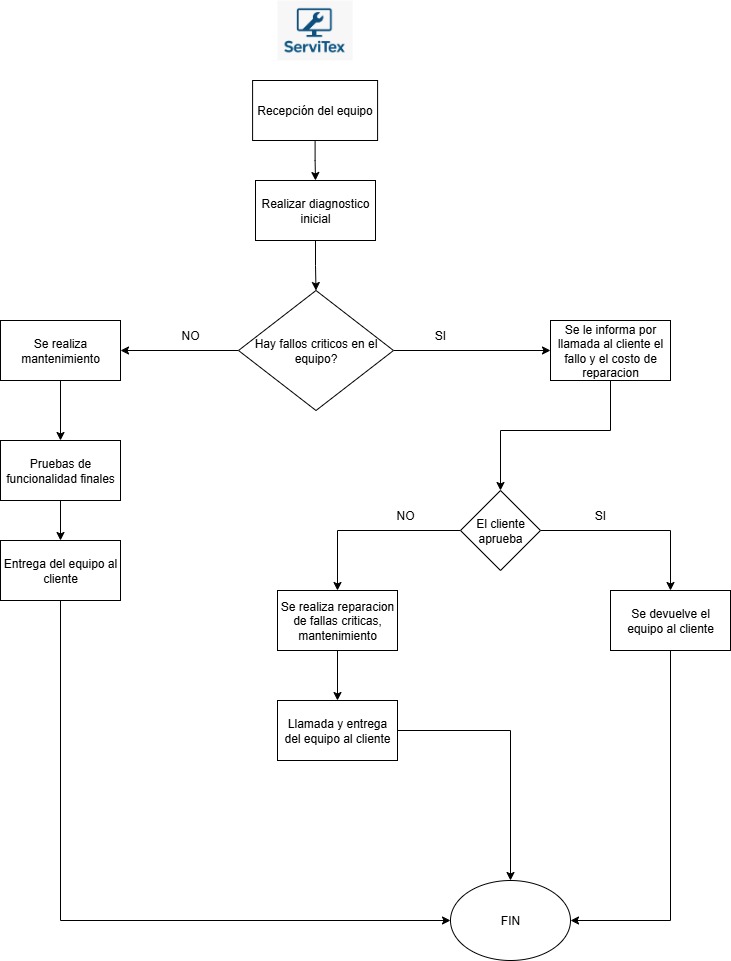 ServiTex
Recepción del equipo
Realizar diagnostico
inicial
Hay fallos criticos en el
equipo?
NO
SI
Se realiza
mantenimiento
Se le informa por
llamada al cliente el
fallo y el costo de
reparacion
Pruebas de
funcionalidad finales
Entrega del equipo al
cliente
El cliente
aprueba
NO
SI
Se realiza reparacion
de fallas criticas,
mantenimiento
Se devuelve el
equipo al cliente
Llamada y entrega
del equipo al cliente
FIN